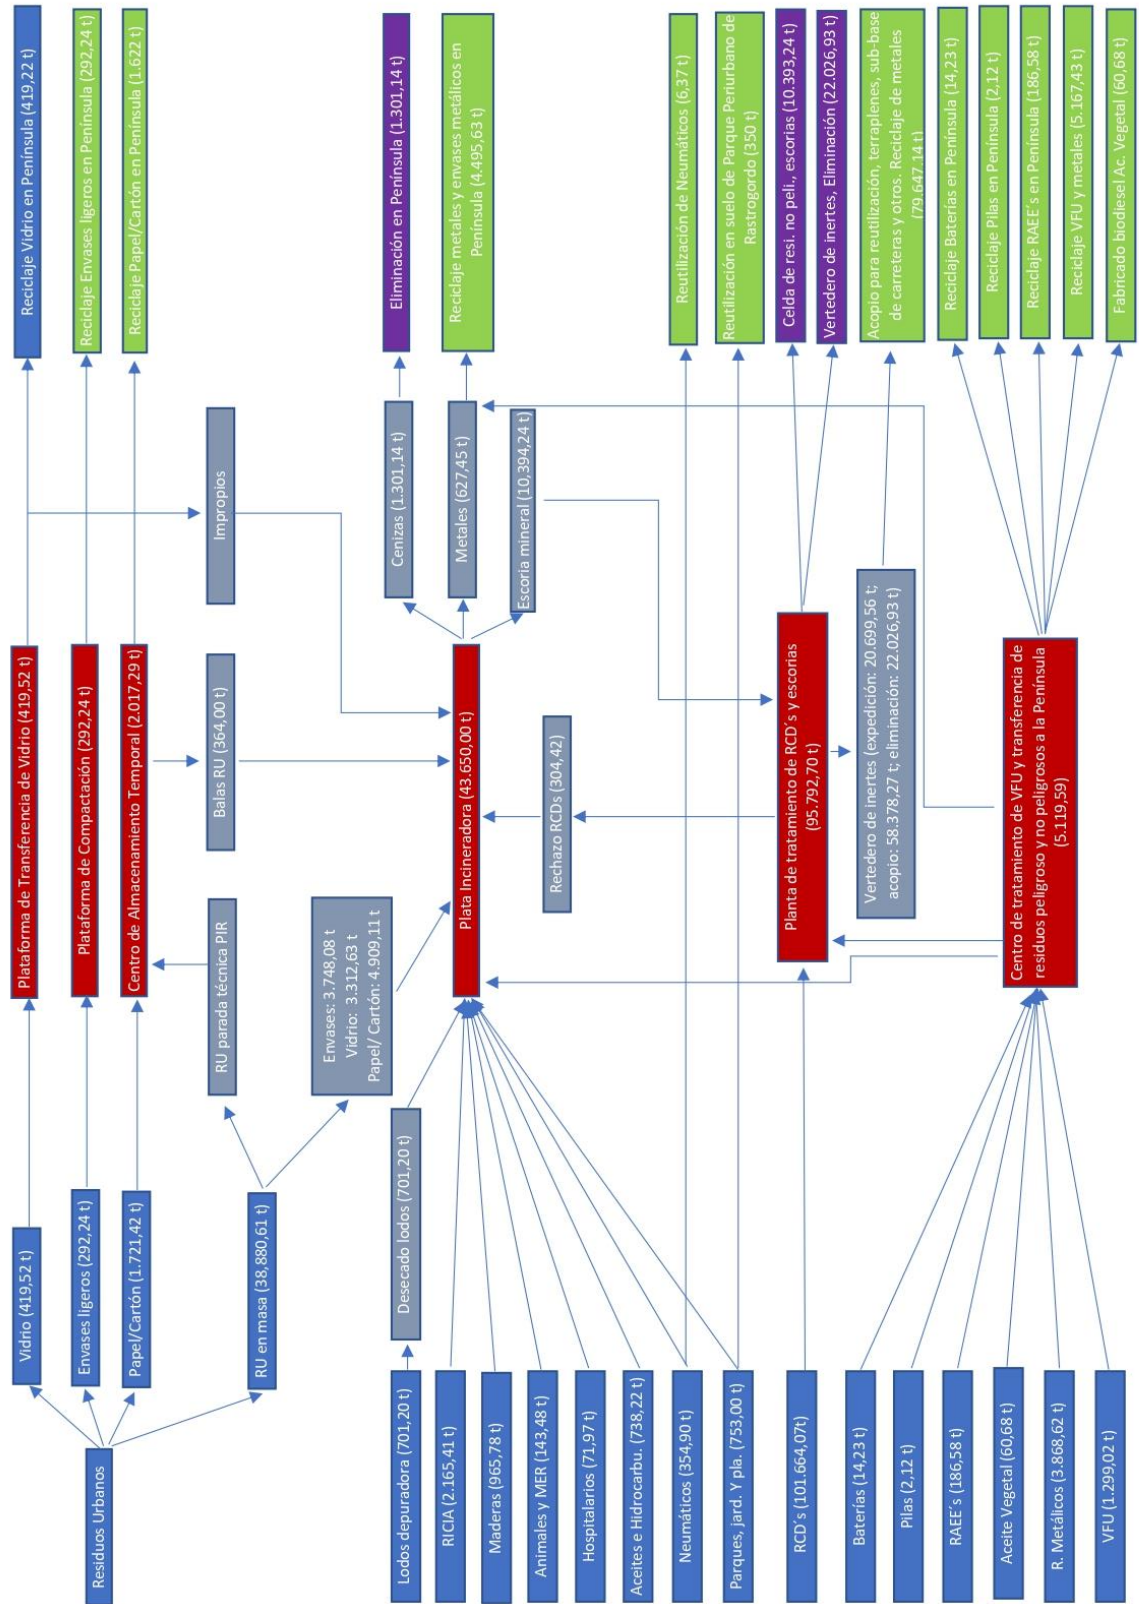 Residuos Urbanos
Vidrio (419,52 t)
Envases ligeros (292,24 t)
Papel/Cartón (1.721,42 t)
RU en masa (38,880,61 t)
RU parada técnica PIR
Envases: 3.748,08 t
Vidrio: 3.312,63 t
Papel/ Cartón: 4.909,11 t
Plataforma de Transferencia de Vidrio (419,52 t)
Plataforma de Compactación (292,24 t)
Centro de Almacenamiento Temporal (2.017,29 t)
Balas RU (364,00 t)
Impropios
Reciclaje Vidrio en Península (419,22 t)
Reciclaje Envases ligeros en Península (292,24 t)
Reciclaje Papel/Cartón en Península (1.622 t)
Lodos depuradora (701,20 t)
Desecado lodos (701,20 t)
RICIA (2.165,41 t)
Maderas (965,78 t)
Animales y MER (143,48 t)
Hospitalarios (71,97 t)
Aceites e Hidrocarbu. (738,22 t)
Neumáticos (354,90 t)
Parques, jard. Y pla. (753,00 t)
Plata Incineradora (43.650,00 t)
Rechazo RCDs (304,42)
Cenizas (1.301,14 t)
Metales (627,45 t)
Escoria mineral (10,394,24 t)
Eliminación en Península (1.301,14 t)
Reciclaje metales y envases metálicos en
Península (4.495,63 t)
Reutilización de Neumáticos (6,37 t)
Reutilización en suelo de Parque Periurbano de
Rastrogordo (350 t)
RCD´s (101.664,07t)
Planta de tratamiento de RCD´s y escorias
(95.792,70 t)
Vertedero de inertes (expedición: 20.699,56 t;
acopio: 58.378,27 t; eliminación: 22.026,93 t)
Celda de resi. no peli., escorias (10.393,24 t)
Vertedero de inertes, Eliminación (22.026,93 t)
Acopio para reutilización, terraplenes, sub-base
de carreteras y otros. Reciclaje de metales
(79.647,14 t)
Baterías (14,23 t)
Pilas (2,12 t)
RAEE´s (186,58 t)
Aceite Vegetal (60,68 t)
R. Metálicos (3.868,62 t)
VFU (1.299,02 t)
Centro de tratamiento de VFU y transferencia de
residuos peligroso y no peligrosos a la Península
(5.119,59)
Reciclaje Baterías en Península (14,23 t)
Reciclaje Pilas en Península (2,12 t)
Reciclaje RAEE´s en Península (186,58 t)
Reciclaje VFU y metales (5.167,43 t)
Fabricado biodiesel Ac. Vegetal (60,68 t)